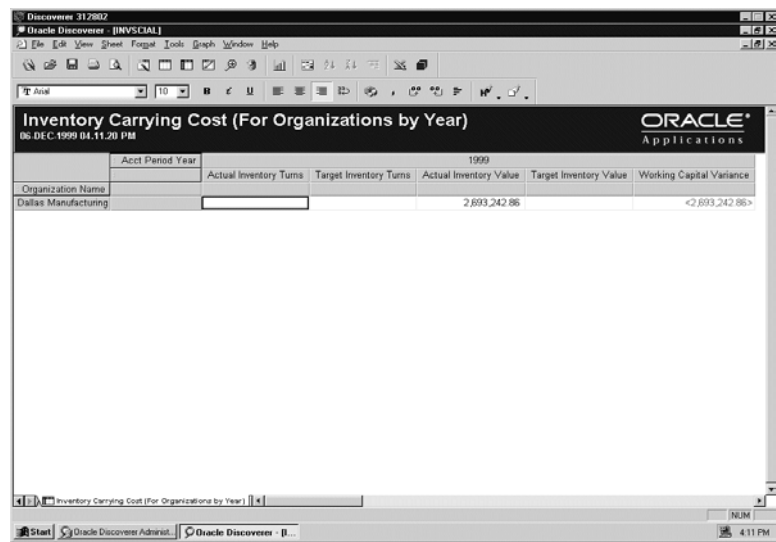 Discoverer 312802
Oracle Discoverer - [INVSCIAL]
File Edit View Sheet Format Tools Graph Window Help
Arial 10 B I U
Inventory Carrying Cost (For Organizations by Year)
06-DEC-1999 04.11.20 PM
ORACLE
Applications
Acct Period Year 1999
Actual Inventory Turns Target Inventory Turns Actual Inventory Value Target Inventory Value Working Capital Variance
Organization Name
Dallas Manufacturing 2,693,242.86 <2,693,242.86>
Inventory Carrying Cost (For Organizations by Year)
NUM
Start Oracle Discoverer Administ... Oracle Discoverer - [I... 4:11 PM